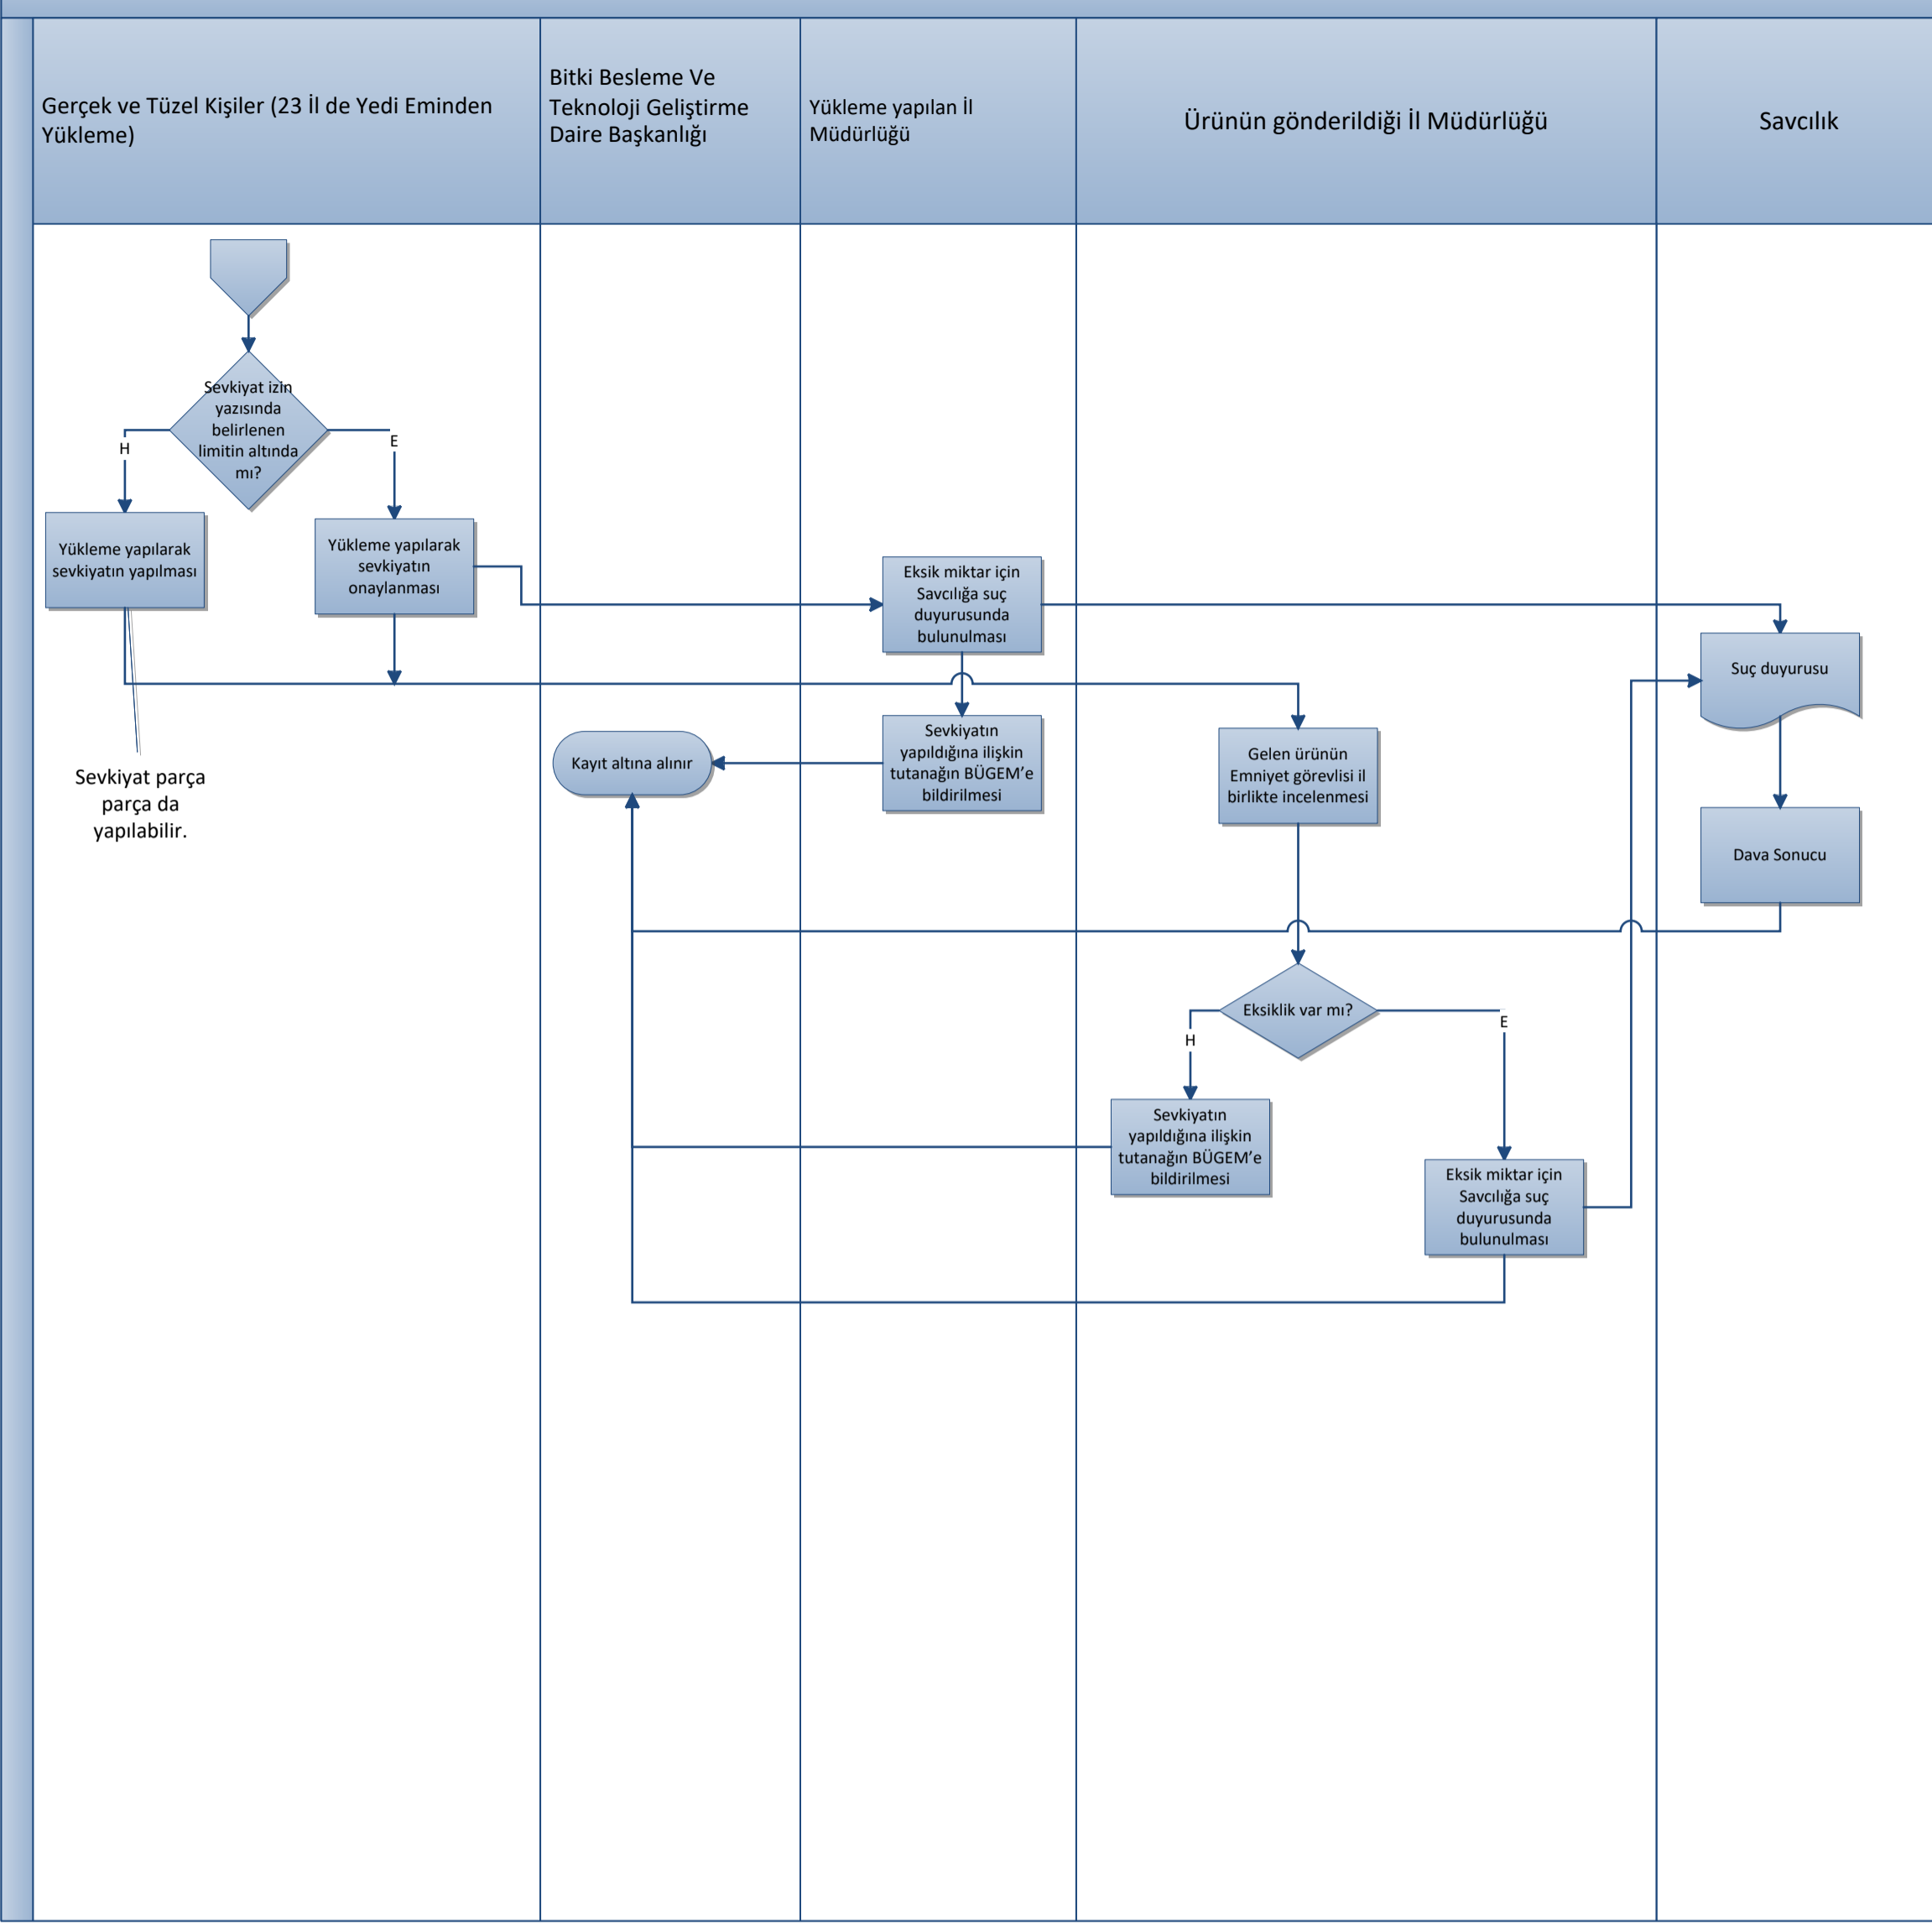 Gerçek ve Tüzel Kişiler (23 İl de Yedi Eminden
Yükleme)
Bitki Besleme Ve
Teknoloji Geliştirme
Daire Başkanlığı
Yükleme yapılan İl
Müdürlüğü
Ürünün gönderildiği İl Müdürlüğü
Savcılık
Sevkiyat izin
yazısında
belirlenen
limitin altında
mı?
H
E
Yükleme yapılarak
sevkiyatın yapılması
Yükleme yapılarak
sevkiyatın
onaylanması
Eksik miktar için
Savcılığa suç
duyurusunda
bulunulması
Suç duyurusu
Sevkiyatın
yapıldığına ilişkin
tutanağın BÜGEM’e
bildirilmesi
Kayıt altına alınır
Gelen ürünün
Emniyet görevlisi il
birlikte incelenmesi
Sevkiyat parça
parça da
yapılabilir.
Dava Sonucu
Eksiklik var mı?
H
E
Sevkiyatın
yapıldığına ilişkin
tutanağın BÜGEM’e
bildirilmesi
Eksik miktar için
Savcılığa suç
duyurusunda
bulunulması